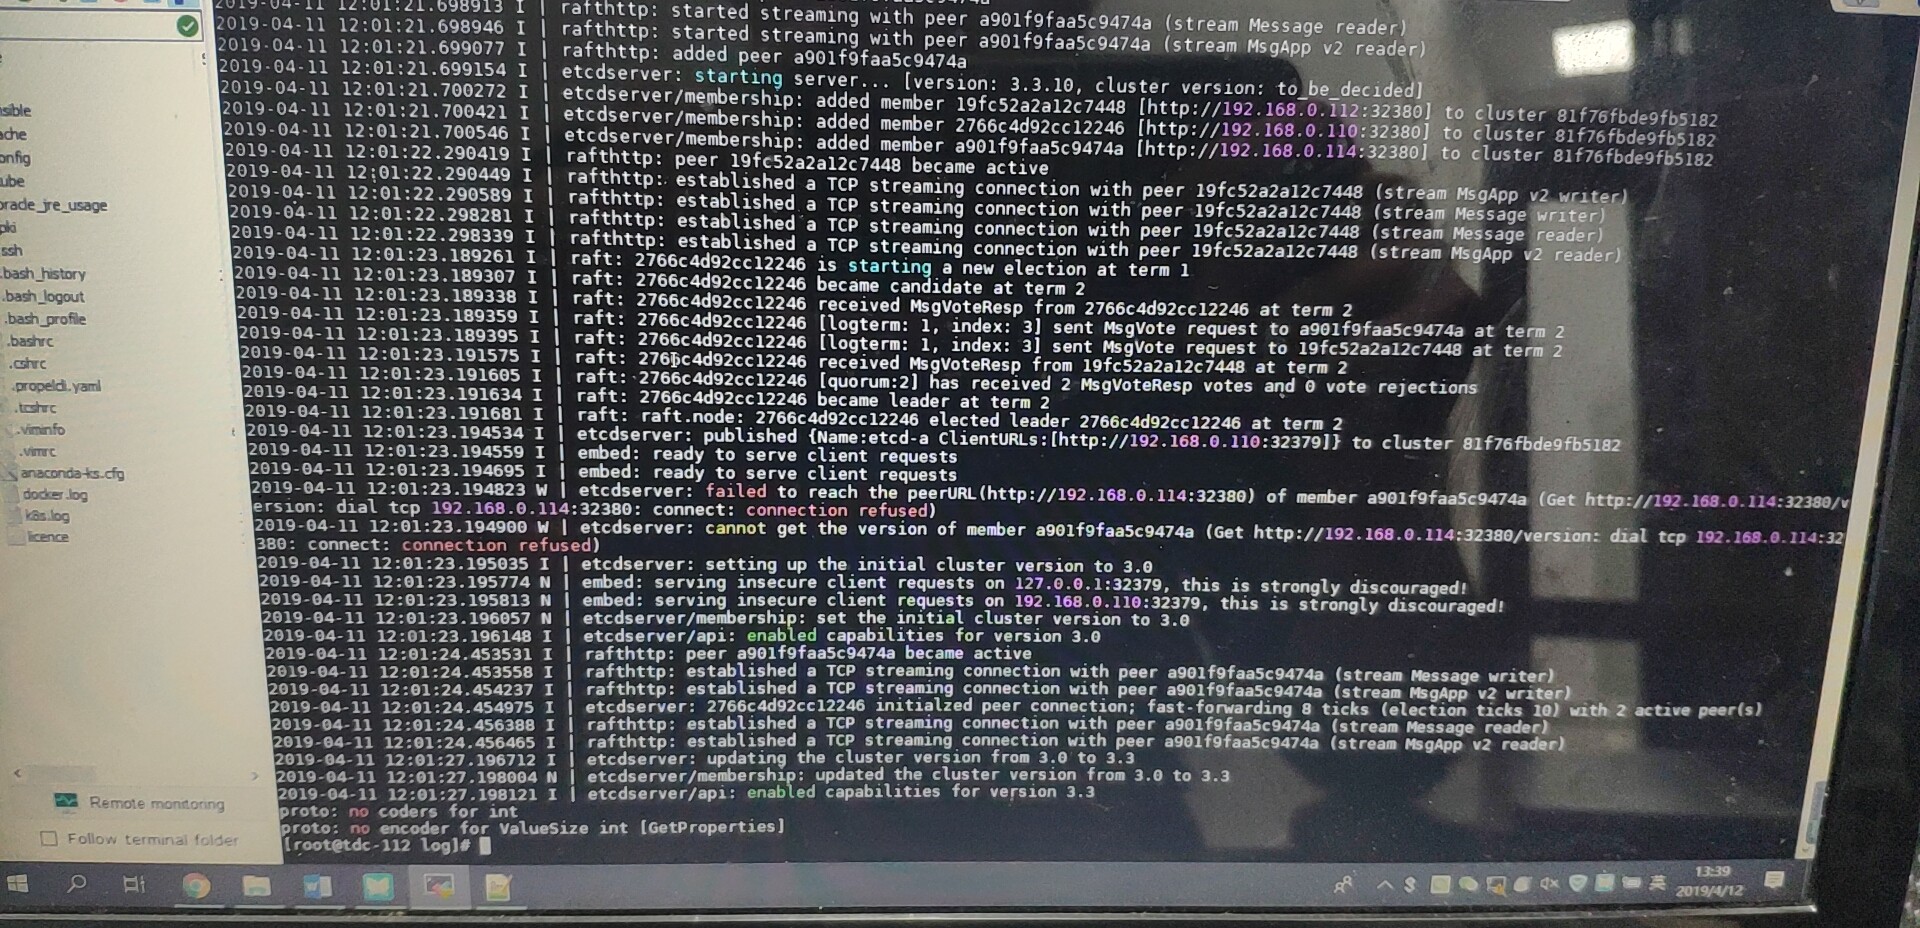 2019-04-11 12:01:21.698913 I | rafthttp: started streaming with peer a901f9faa5c9474a (stream Message reader)
2019-04-11 12:01:21.698946 I | rafthttp: started streaming with peer a901f9faa5c9474a (stream MsgApp v2 reader)
2019-04-11 12:01:21.699077 I | rafthttp: added peer a901f9faa5c9474a
2019-04-11 12:01:21.699154 I | etcdserver: starting server... [version: 3.3.10, cluster version: to_be_decided]
2019-04-11 12:01:21.700272 I | etcdserver/membership: added member 19fc52a2a12c7448 [http://192.168.0.112:32380] to cluster 81f76fbde9fb5182
2019-04-11 12:01:21.700421 I | etcdserver/membership: added member 2766c4d92cc12246 [http://192.168.0.110:32380] to cluster 81f76fbde9fb5182
2019-04-11 12:01:21.700546 I | etcdserver/membership: added member a901f9faa5c9474a [http://192.168.0.114:32380] to cluster 81f76fbde9fb5182
2019-04-11 12:01:22.290419 I | rafthttp: peer 19fc52a2a12c7448 became active
2019-04-11 12:01:22.290449 I | rafthttp: established a TCP streaming connection with peer 19fc52a2a12c7448 (stream MsgApp v2 writer)
2019-04-11 12:01:22.290589 I | rafthttp: established a TCP streaming connection with peer 19fc52a2a12c7448 (stream Message writer)
2019-04-11 12:01:22.298281 I | rafthttp: established a TCP streaming connection with peer 19fc52a2a12c7448 (stream Message reader)
2019-04-11 12:01:22.298339 I | rafthttp: established a TCP streaming connection with peer 19fc52a2a12c7448 (stream MsgApp v2 reader)
2019-04-11 12:01:23.189261 I | raft: 2766c4d92cc12246 is starting a new election at term 1
2019-04-11 12:01:23.189307 I | raft: 2766c4d92cc12246 became candidate at term 2
2019-04-11 12:01:23.189338 I | raft: 2766c4d92cc12246 received MsgVoteResp from 2766c4d92cc12246 at term 2
2019-04-11 12:01:23.189359 I | raft: 2766c4d92cc12246 [logterm: 1, index: 3] sent MsgVote request to a901f9faa5c9474a at term 2
2019-04-11 12:01:23.189395 I | raft: 2766c4d92cc12246 [logterm: 1, index: 3] sent MsgVote request to 19fc52a2a12c7448 at term 2
2019-04-11 12:01:23.191575 I | raft: 2766c4d92cc12246 received MsgVoteResp from 19fc52a2a12c7448 at term 2
2019-04-11 12:01:23.191605 I | raft: 2766c4d92cc12246 [quorum:2] has received 2 MsgVoteResp votes and 0 vote rejections
2019-04-11 12:01:23.191634 I | raft: 2766c4d92cc12246 became leader at term 2
2019-04-11 12:01:23.191681 I | raft: raft.node: 2766c4d92cc12246 elected leader 2766c4d92cc12246 at term 2
2019-04-11 12:01:23.194534 I | etcdserver: published {Name:etcd-a ClientURLs:[http://192.168.0.110:32379]} to cluster 81f76fbde9fb5182
2019-04-11 12:01:23.194559 I | embed: ready to serve client requests
2019-04-11 12:01:23.194695 I | embed: ready to serve client requests
2019-04-11 12:01:23.194823 W | etcdserver: failed to reach the peerURL(http://192.168.0.114:32380) of member a901f9faa5c9474a (Get http://192.168.0.114:32380/v
ersion: dial tcp 192.168.0.114:32380: connect: connection refused)
2019-04-11 12:01:23.194900 W | etcdserver: cannot get the version of member a901f9faa5c9474a (Get http://192.168.0.114:32380/version: dial tcp 192.168.0.114:32
380: connect: connection refused)
2019-04-11 12:01:23.195035 I | etcdserver: setting up the initial cluster version to 3.0
2019-04-11 12:01:23.195774 N | embed: serving insecure client requests on 127.0.0.1:32379, this is strongly discouraged!
2019-04-11 12:01:23.195813 N | embed: serving insecure client requests on 192.168.0.110:32379, this is strongly discouraged!
2019-04-11 12:01:23.196057 N | etcdserver/membership: set the initial cluster version to 3.0
2019-04-11 12:01:23.196148 I | etcdserver/api: enabled capabilities for version 3.0
2019-04-11 12:01:24.453531 I | rafthttp: peer a901f9faa5c9474a became active
2019-04-11 12:01:24.453558 I | rafthttp: established a TCP streaming connection with peer a901f9faa5c9474a (stream Message writer)
2019-04-11 12:01:24.454237 I | rafthttp: established a TCP streaming connection with peer a901f9faa5c9474a (stream MsgApp v2 writer)
2019-04-11 12:01:24.454975 I | etcdserver: 2766c4d92cc12246 initialzed peer connection; fast-forwarding 8 ticks (election ticks 10) with 2 active peer(s)
2019-04-11 12:01:24.456388 I | rafthttp: established a TCP streaming connection with peer a901f9faa5c9474a (stream Message reader)
2019-04-11 12:01:24.456465 I | rafthttp: established a TCP streaming connection with peer a901f9faa5c9474a (stream MsgApp v2 reader)
2019-04-11 12:01:27.196712 I | etcdserver: updating the cluster version from 3.0 to 3.3
2019-04-11 12:01:27.198004 N | etcdserver/membership: updated the cluster version from 3.0 to 3.3
2019-04-11 12:01:27.198121 I | etcdserver/api: enabled capabilities for version 3.3
proto: no coders for int
proto: no encoder for ValueSize int [GetProperties]
[root@tdc-112 log]#
sible
ache
onfig
ube
oracle_jre_usage
pki
ssh
.bash_history
.bash_logout
.bash_profile
.bashrc
.cshrc
.propeldi.yaml
.tcshrc
.viminfo
.vimrc
anaconda-ks.cfg
docker.log
k8s.log
licence
Remote monitoring
Follow terminal folder
英
13:39
2019/4/12